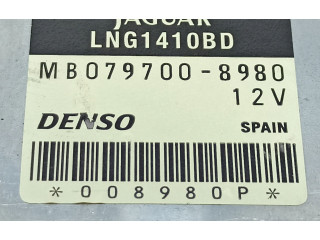 JAGUAR
LNG1410BD
MB079700-8980
12V
DENSO
SPAIN
*008980P*